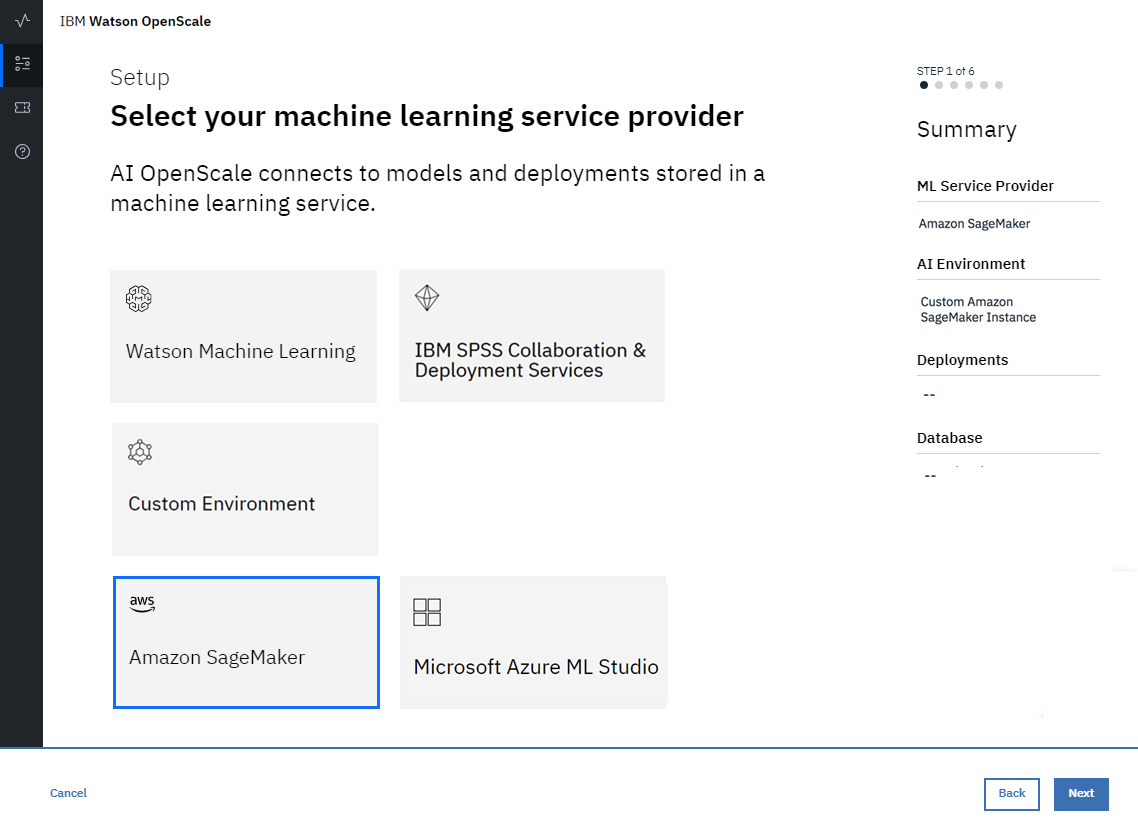 IBM Watson OpenScale
Setup
Select your machine learning service provider
AI OpenScale connects to models and deployments stored in a
machine learning service.
Watson Machine Learning
IBM SPSS Collaboration &
Deployment Services
Custom Environment
aws
Amazon SageMaker
Microsoft Azure ML Studio
STEP 1 of 6
Summary
ML Service Provider
Amazon SageMaker
AI Environment
Custom Amazon
SageMaker Instance
Deployments
--
Database
--
Cancel
Back
Next